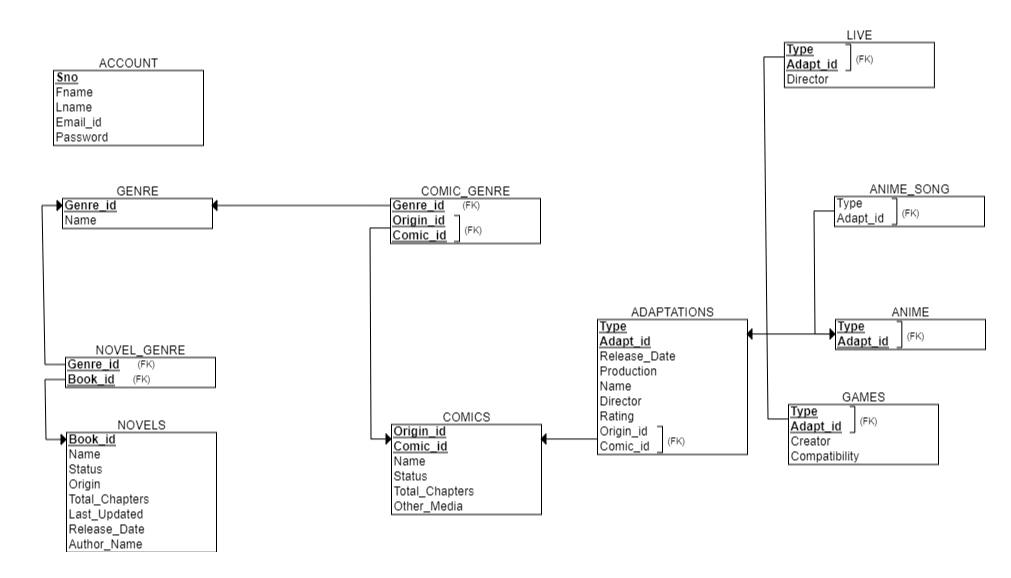 ACCOUNT
Sno
Fname
Lname
Email_id
Password
GENRE
Genre_id
Name
NOVEL_GENRE
Genre_id (FK)
Book_id (FK)
NOVELS
Book_id
Name
Status
Origin
Total_Chapters
Last_Updated
Release_Date
Author_Name
COMIC_GENRE
Genre_id (FK)
Origin_id
Comic_id
(FK)
COMICS
Origin_id
Comic_id
Name
Status
Total_Chapters
Other_Media
ADAPTATIONS
Type
Adapt_id
Release_Date
Production
Name
Director
Rating
Origin_id
Comic_id
(FK)
LIVE
Type
Adapt_id
(FK)
Director
ANIME_SONG
Type
Adapt_id
(FK)
ANIME
Type
Adapt_id
(FK)
GAMES
Type
Adapt_id
(FK)
Creator
Compatibility